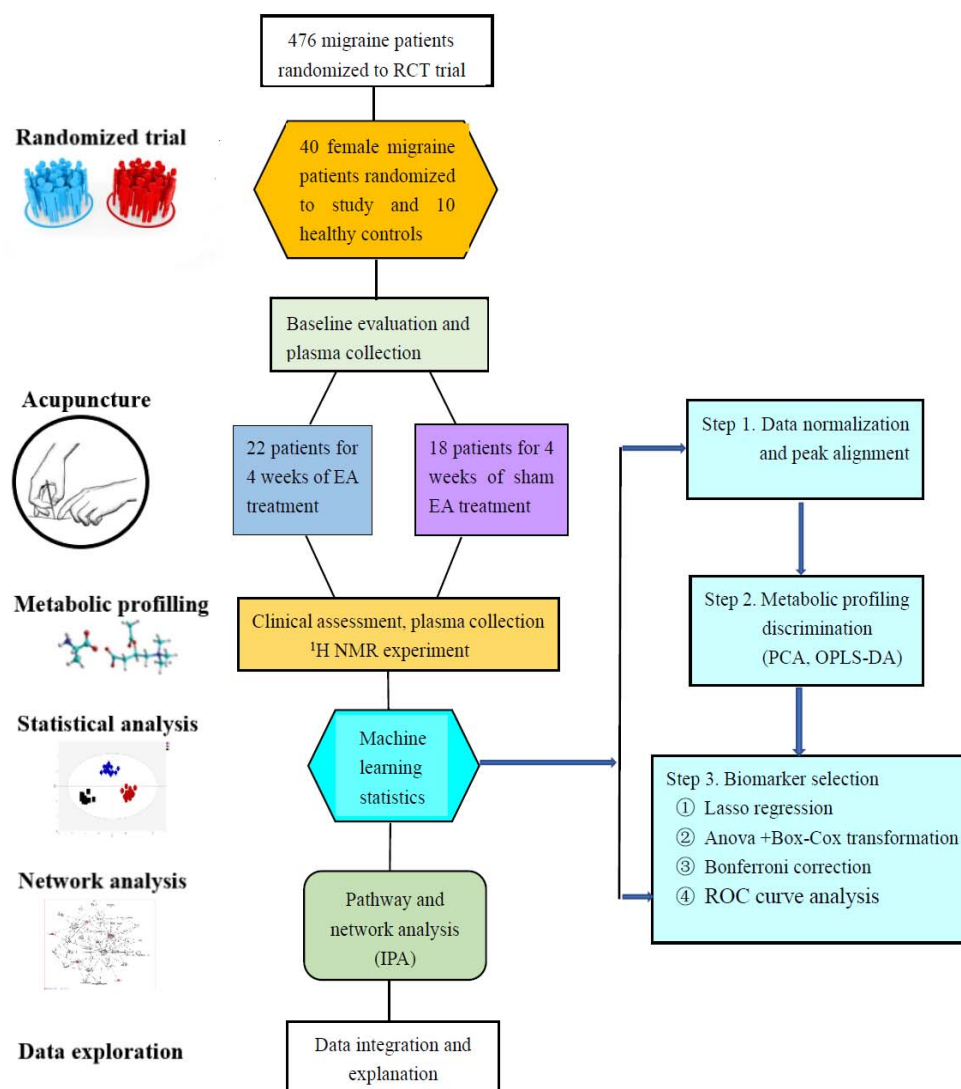 476 migraine patients
randomized to RCT trial
Randomized trial
40 female migraine
patients randomized
to study and 10
healthy controls
Baseline evaluation and
plasma collection
Acupuncture
22 patients for
4 weeks of EA
treatment
18 patients for 4
weeks of sham
EA treatment
Step 1. Data normalization
and peak alignment
Metabolic profilling
Clinical assessment, plasma collection
¹H NMR experiment
Step 2. Metabolic profiling
discrimination
(PCA, OPLS-DA)
Statistical analysis
Machine
learning
statistics
Step 3. Biomarker selection
① Lasso regression
② Anova +Box-Cox transformation
③ Bonferroni correction
④ ROC curve analysis
Network analysis
Pathway and
network analysis
(IPA)
Data exploration
Data integration and
explanation